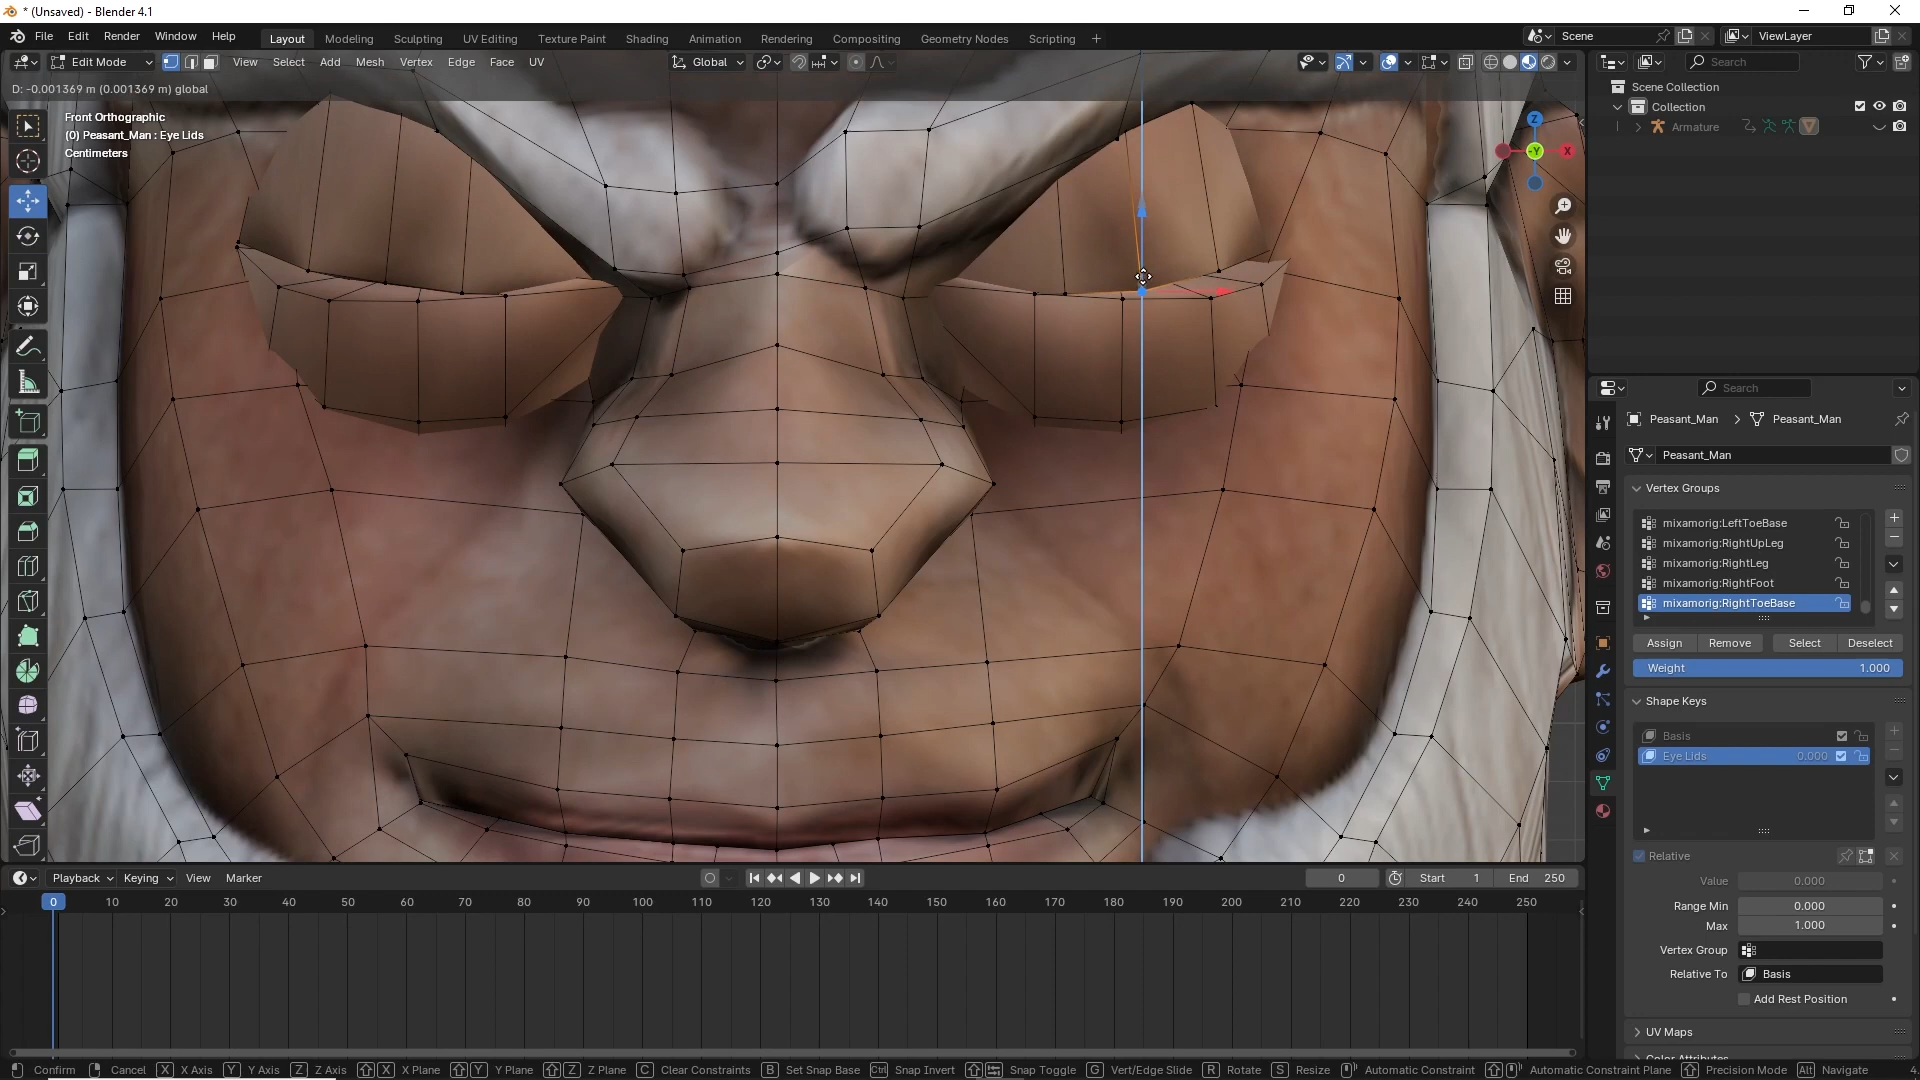 * (Unsaved) - Blender 4.1
File Edit Render Window Help
Layout Modeling Sculpting UV Editing Texture Paint Shading Animation Rendering Compositing Geometry Nodes Scripting +
Scene
ViewLayer
Edit Mode View Select Add Mesh Vertex Edge Face UV
Global
D: -0.001369 m (0.001369 m) global
Front Orthographic
(0) Peasant_Man : Eye Lids
Centimeters
Z
-Y
X
Search
Scene Collection
Collection
Armature
Search
Peasant_Man > Peasant_Man
Peasant_Man
Vertex Groups
mixamorig:LeftToeBase
mixamorig:RightUpLeg
mixamorig:RightLeg
mixamorig:RightFoot
mixamorig:RightToeBase
Assign Remove Select Deselect
Weight 1.000
Shape Keys
Basis
Eye Lids 0.000
Relative
Value 0.000
Range Min 0.000
Max 1.000
Vertex Group
Relative To Basis
Add Rest Position
UV Maps
Playback Keying View Marker
0 Start 1 End 250
0 10 20 30 40 50 60 70 80 90 100 110 120 130 140 150 160 170 180 190 200 210 220 230 240 250
Confirm Cancel X X Axis Y Y Axis Z Z Axis X X Plane Y Y Plane Z Z Plane C Clear Constraints B Set Snap Base Ctrl Snap Invert Snap Toggle G Vert/Edge Slide R Rotate S Resize Automatic Constraint Automatic Constraint Plane Precision Mode Alt Navigate